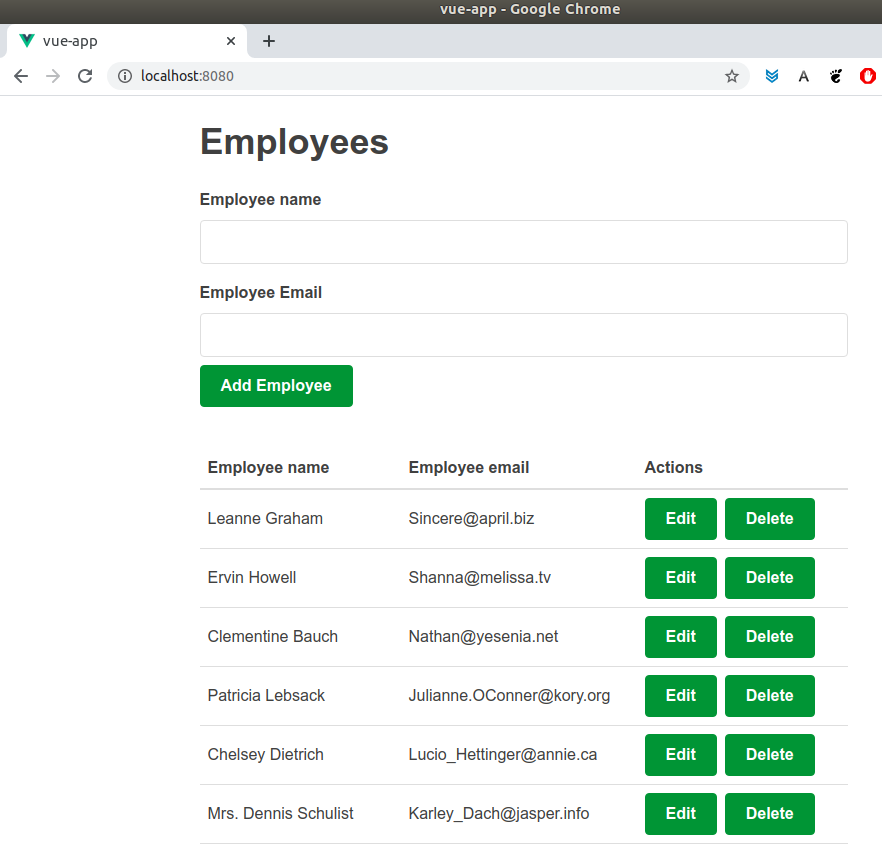 vue-app - Google Chrome
vue-app
localhost:8080
Employees
Employee name
Employee Email
Add Employee
Employee name Employee email Actions
Leanne Graham Sincere@april.biz Edit Delete
Ervin Howell Shanna@melissa.tv Edit Delete
Clementine Bauch Nathan@yesenia.net Edit Delete
Patricia Lebsack Julianne.OConner@kory.org Edit Delete
Chelsey Dietrich Lucio_Hettinger@annie.ca Edit Delete
Mrs. Dennis Schulist Karley_Dach@jasper.info Edit Delete